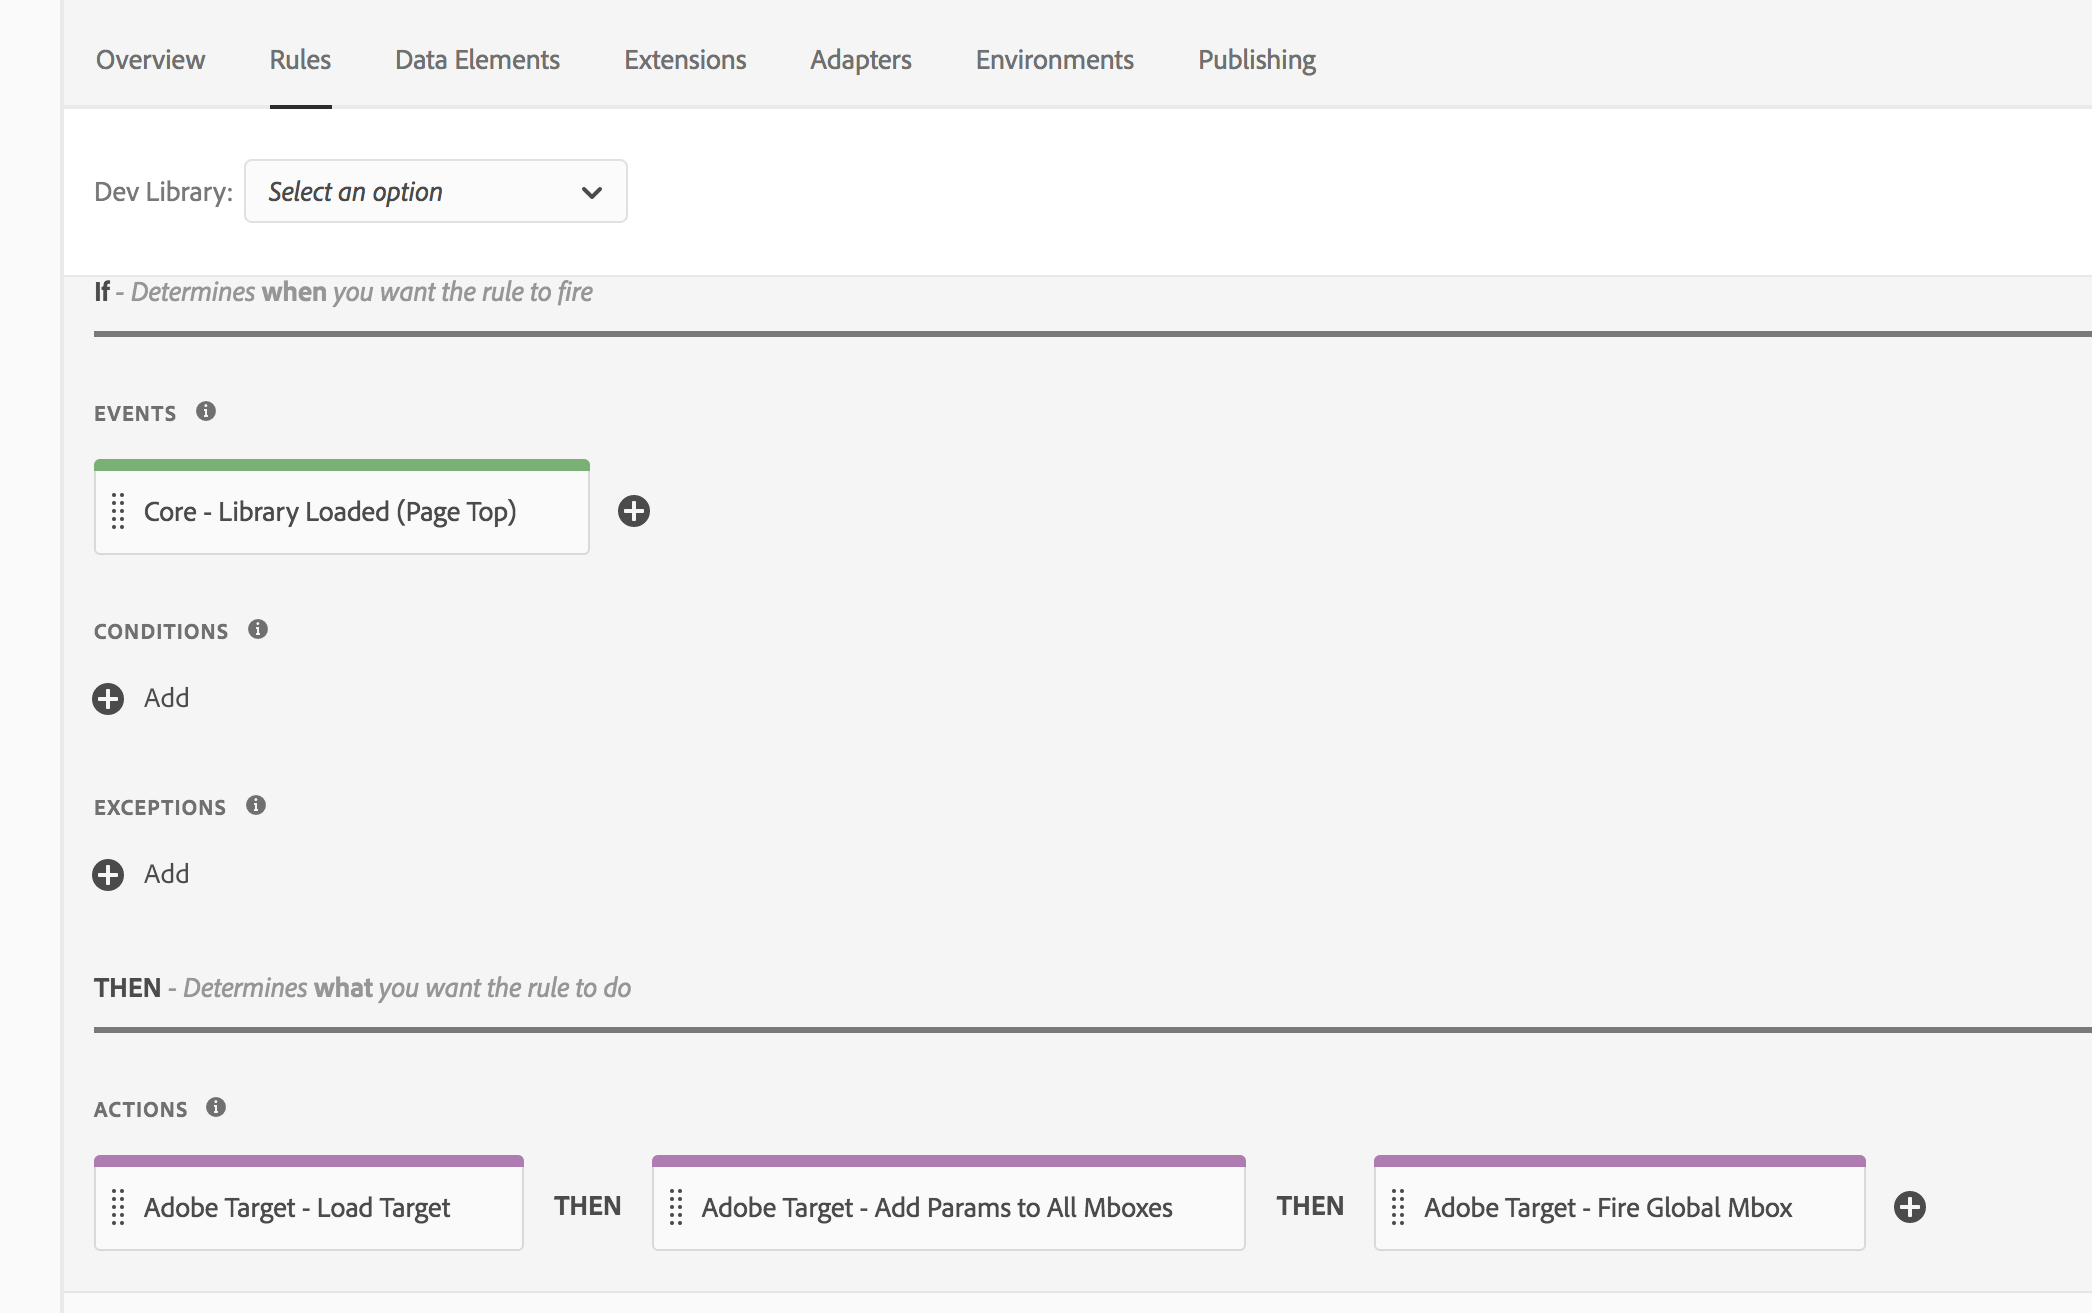 Overview Rules Data Elements Extensions Adapters Environments Publishing
Dev Library: Select an option
If - Determines when you want the rule to fire
EVENTS
Core - Library Loaded (Page Top)
CONDITIONS
Add
EXCEPTIONS
Add
THEN - Determines what you want the rule to do
ACTIONS
Adobe Target - Load Target THEN Adobe Target - Add Params to All Mboxes THEN Adobe Target - Fire Global Mbox